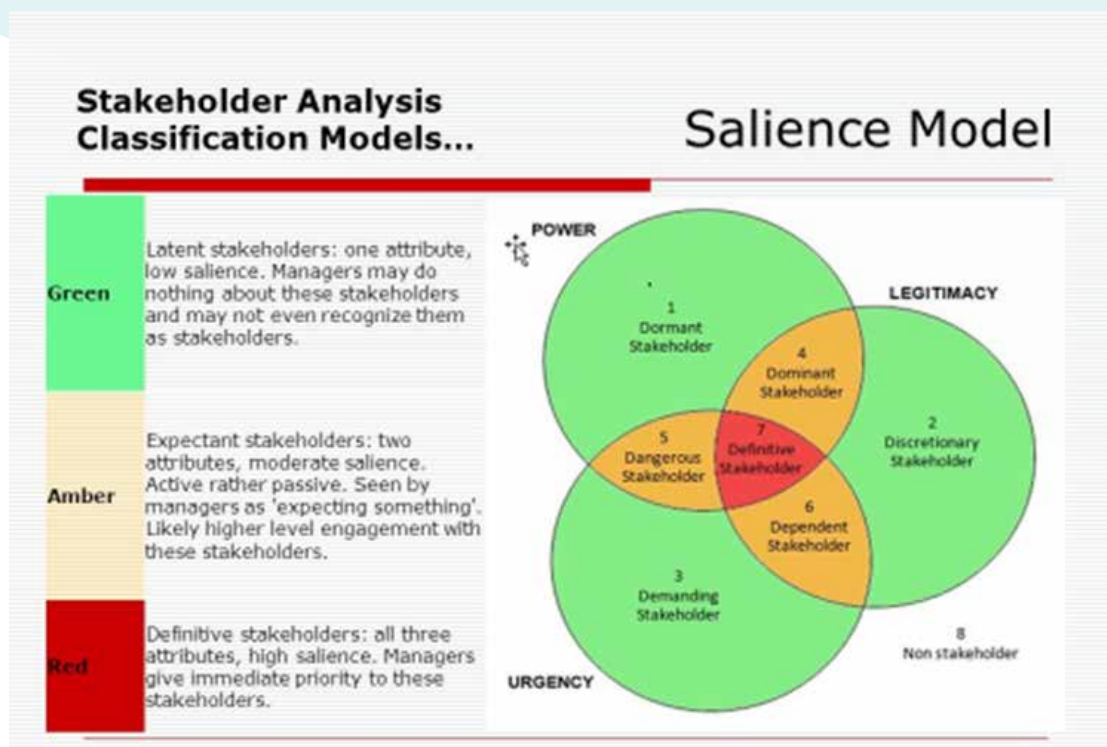 Stakeholder Analysis
Classification Models...
Salience Model
Green
Latent stakeholders: one attribute,
low salience. Managers may do
nothing about these stakeholders
and may not even recognize them
as stakeholders.
Amber
Expectant stakeholders: two
attributes, moderate salience.
Active rather passive. Seen by
managers as 'expecting something'.
Likely higher level engagement with
these stakeholders.
Red
Definitive stakeholders: all three
attributes, high salience. Managers
give immediate priority to these
stakeholders.
POWER
LEGITIMACY
1
Dormant
Stakeholder
4
Dominant
Stakeholder
2
Discretionary
Stakeholder
5
Dangerous
Stakeholder
7
Definitive
Stakeholder
6
Dependent
Stakeholder
3
Demanding
Stakeholder
8
Non stakeholder
URGENCY